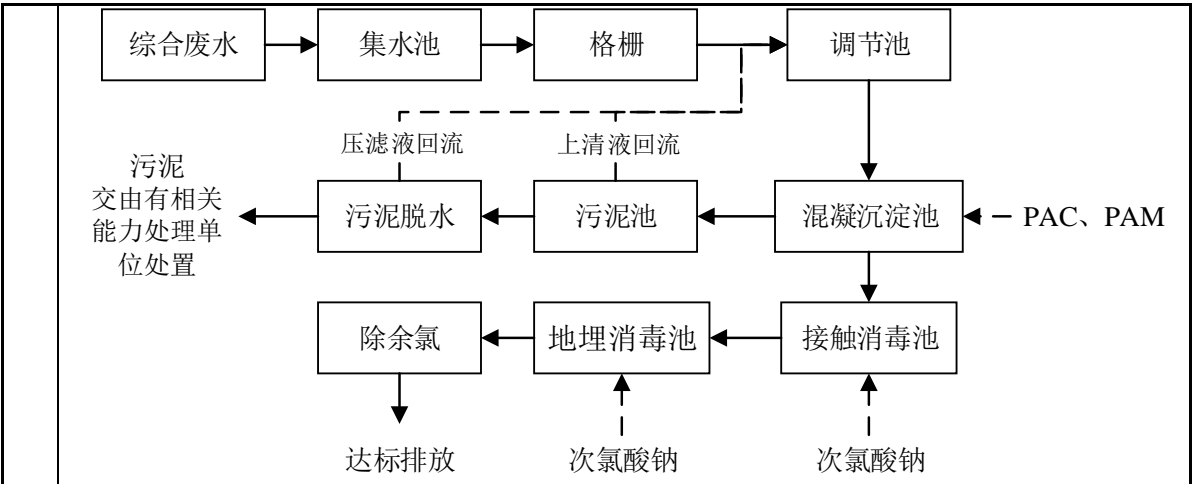 综合废水
集水池
格栅
调节池
压滤液回流
上清液回流
污泥
交由有相关
能力处理单
位处置
污泥脱水
污泥池
混凝沉淀池
PAC、PAM
除余氯
地埋消毒池
接触消毒池
达标排放
次氯酸钠
次氯酸钠